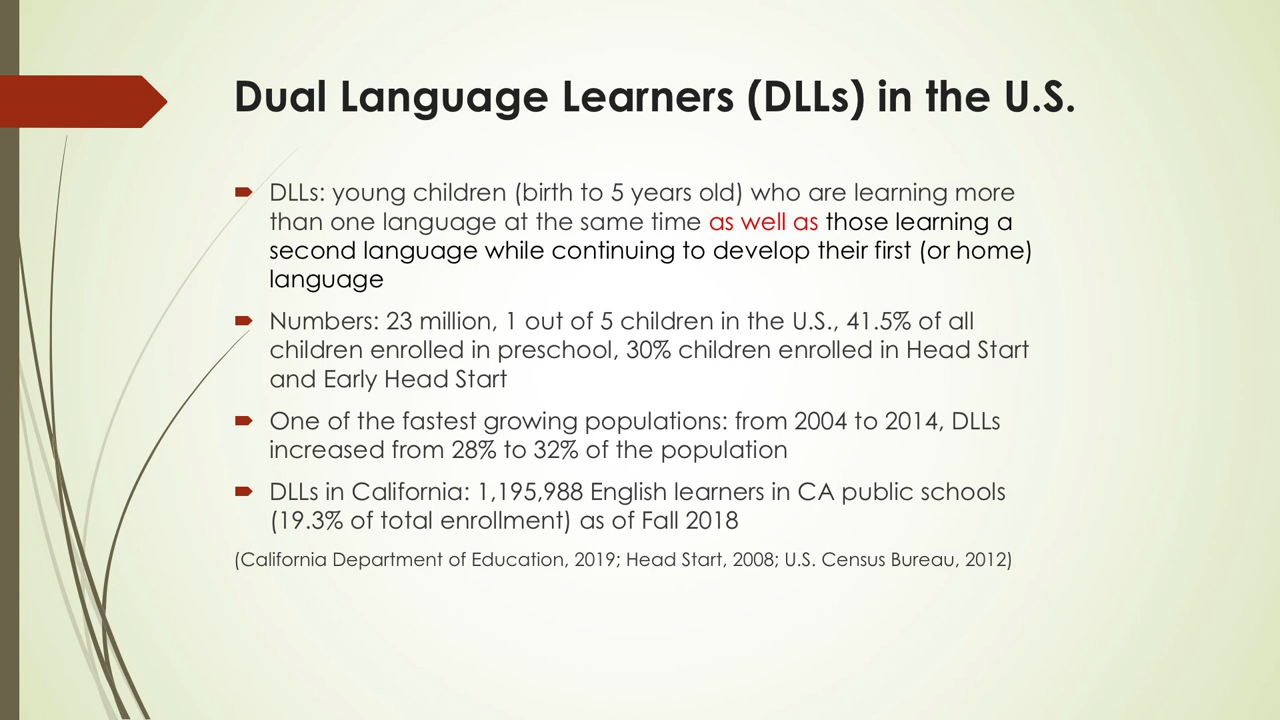 Dual Language Learners (DLLs) in the U.S.
DLLs: young children (birth to 5 years old) who are learning more
than one language at the same time as well as those learning a
second language while continuing to develop their first (or home)
language
Numbers: 23 million, 1 out of 5 children in the U.S., 41.5% of all
children enrolled in preschool, 30% children enrolled in Head Start
and Early Head Start
One of the fastest growing populations: from 2004 to 2014, DLLs
increased from 28% to 32% of the population
DLLs in California: 1,195,988 English learners in CA public schools
(19.3% of total enrollment) as of Fall 2018
(California Department of Education, 2019; Head Start, 2008; U.S. Census Bureau, 2012)